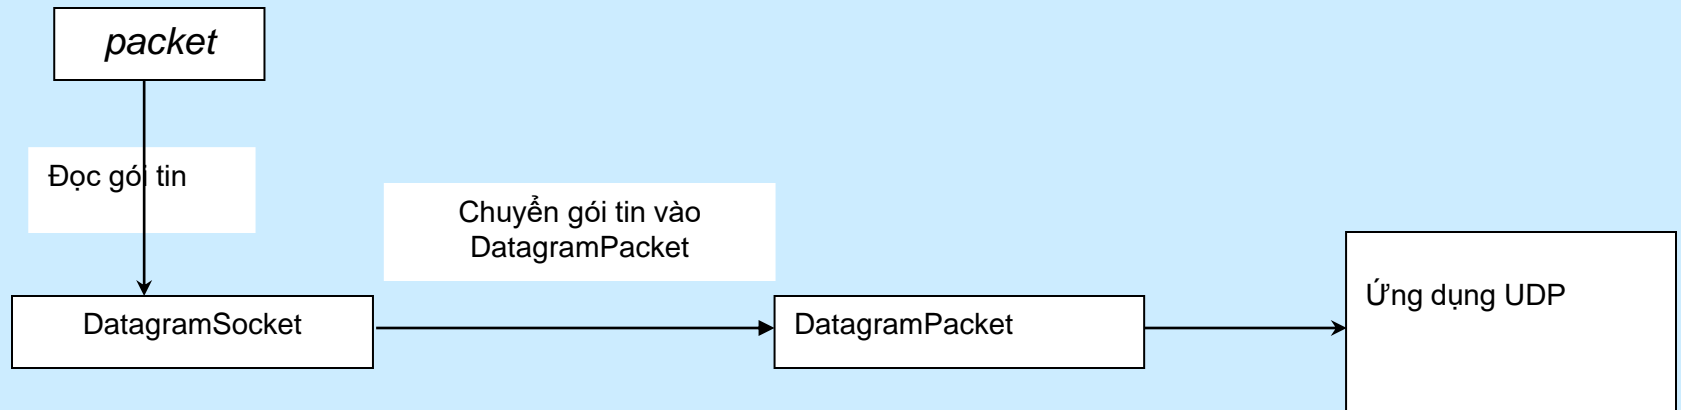 packet
Đọc gói tin
Chuyển gói tin vào
DatagramPacket
DatagramSocket
DatagramPacket
Ứng dụng UDP